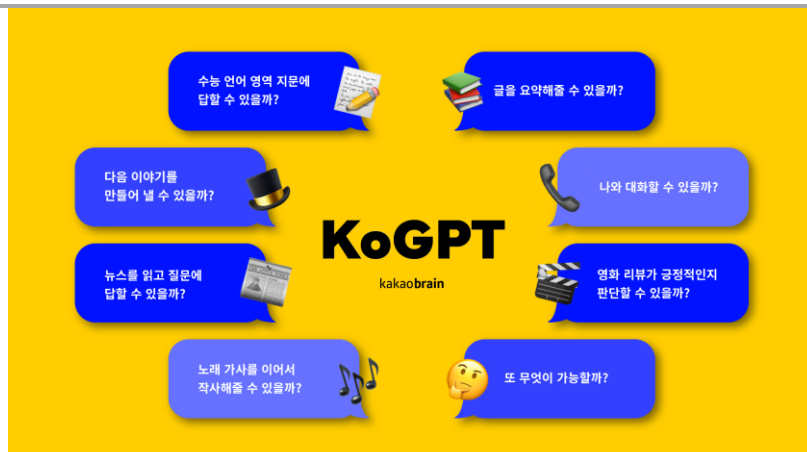 수능 언어 영역 지문에
답할 수 있을까?
글을 요약해줄 수 있을까?
다음 이야기를
만들어 낼 수 있을까?
나와 대화할 수 있을까?
KoGPT
kakaobrain
뉴스를 읽고 질문에
답할 수 있을까?
영화 리뷰가 긍정적인지
판단할 수 있을까?
노래 가사를 이어서
작사해줄 수 있을까?
또 무엇이 가능할까?